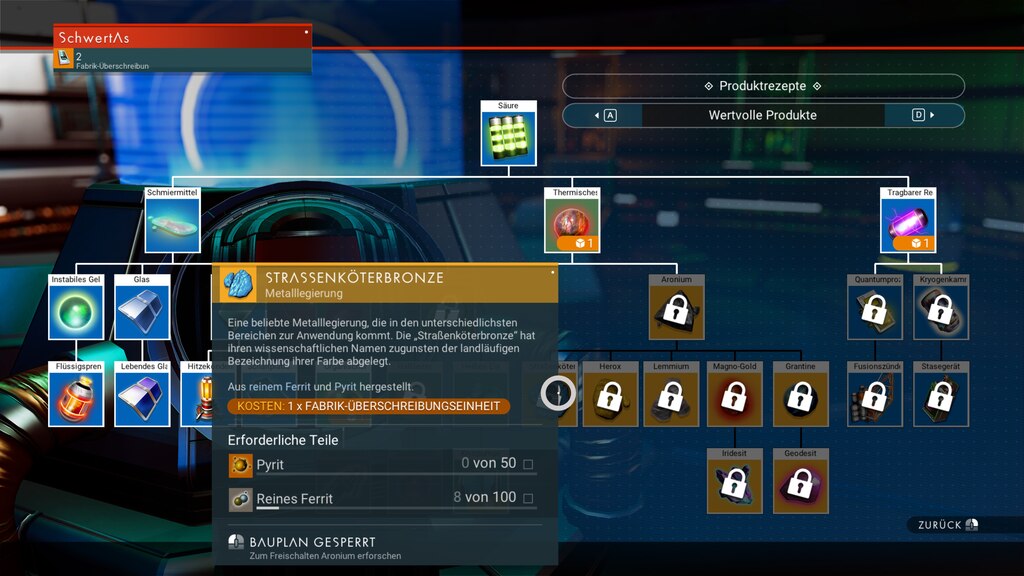 SchwertΛs
2
Fabrik-Überschreibun
Produktrezepte
A
Wertvolle Produkte
D
Säure
Schmiermittel
Thermisches
Tragbarer Re
1
1
Instabiles Gel
Glas
Aronium
Quantumproz
Kryogenkamm
STRASSENKÖTERBRONZE
Metalllegierung
Eine beliebte Metalllegierung, die in den unterschiedlichsten
Bereichen zur Anwendung kommt. Die „Straßenköterbronze" hat
ihren wissenschaftlichen Namen zugunsten der landläufigen
Bezeichnung ihrer Farbe abgelegt.
Aus reinem Ferrit und Pyrit hergestellt.
KOSTEN: 1 x FABRIK-ÜBERSCHREIBUNGSEINHEIT
Erforderliche Teile
Pyrit
0 von 50
Reines Ferrit
8 von 100
BAUPLAN GESPERRT
Zum Freischalten Aronium erforschen
Flüssigspren
Lebendes Gla
Hitzek
Herox
Lemmium
Magno-Gold
Grantine
Fusionszünd
Stasegerät
Iridesit
Geodesit
ZURÜCK